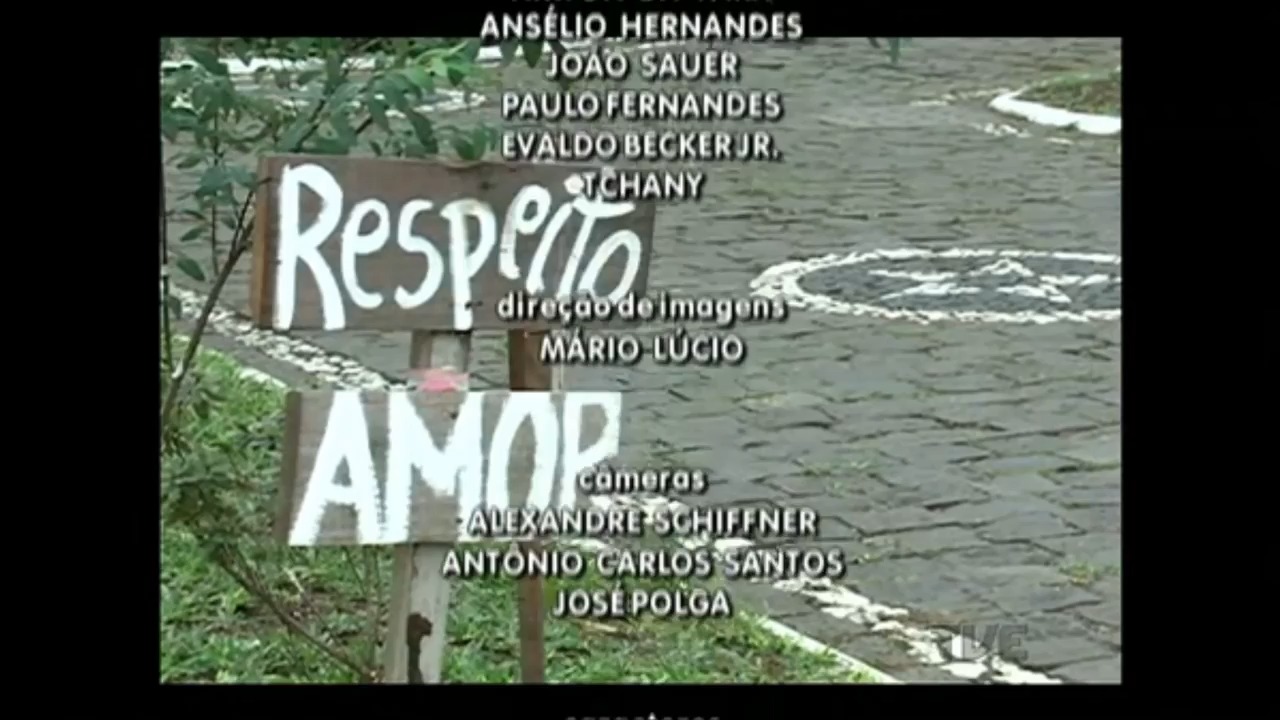 ANSÉLIO HERNANDES
JOÃO SAUER
PAULO FERNANDES
EVALDO BECKER JR.
TCHANY
Respeito
direção de imagens
MÁRIO LÚCIO
AMOR
câmeras
ALEXANDRE SCHIFFNER
ANTÔNIO CARLOS SANTOS
JOSÉ POLGA